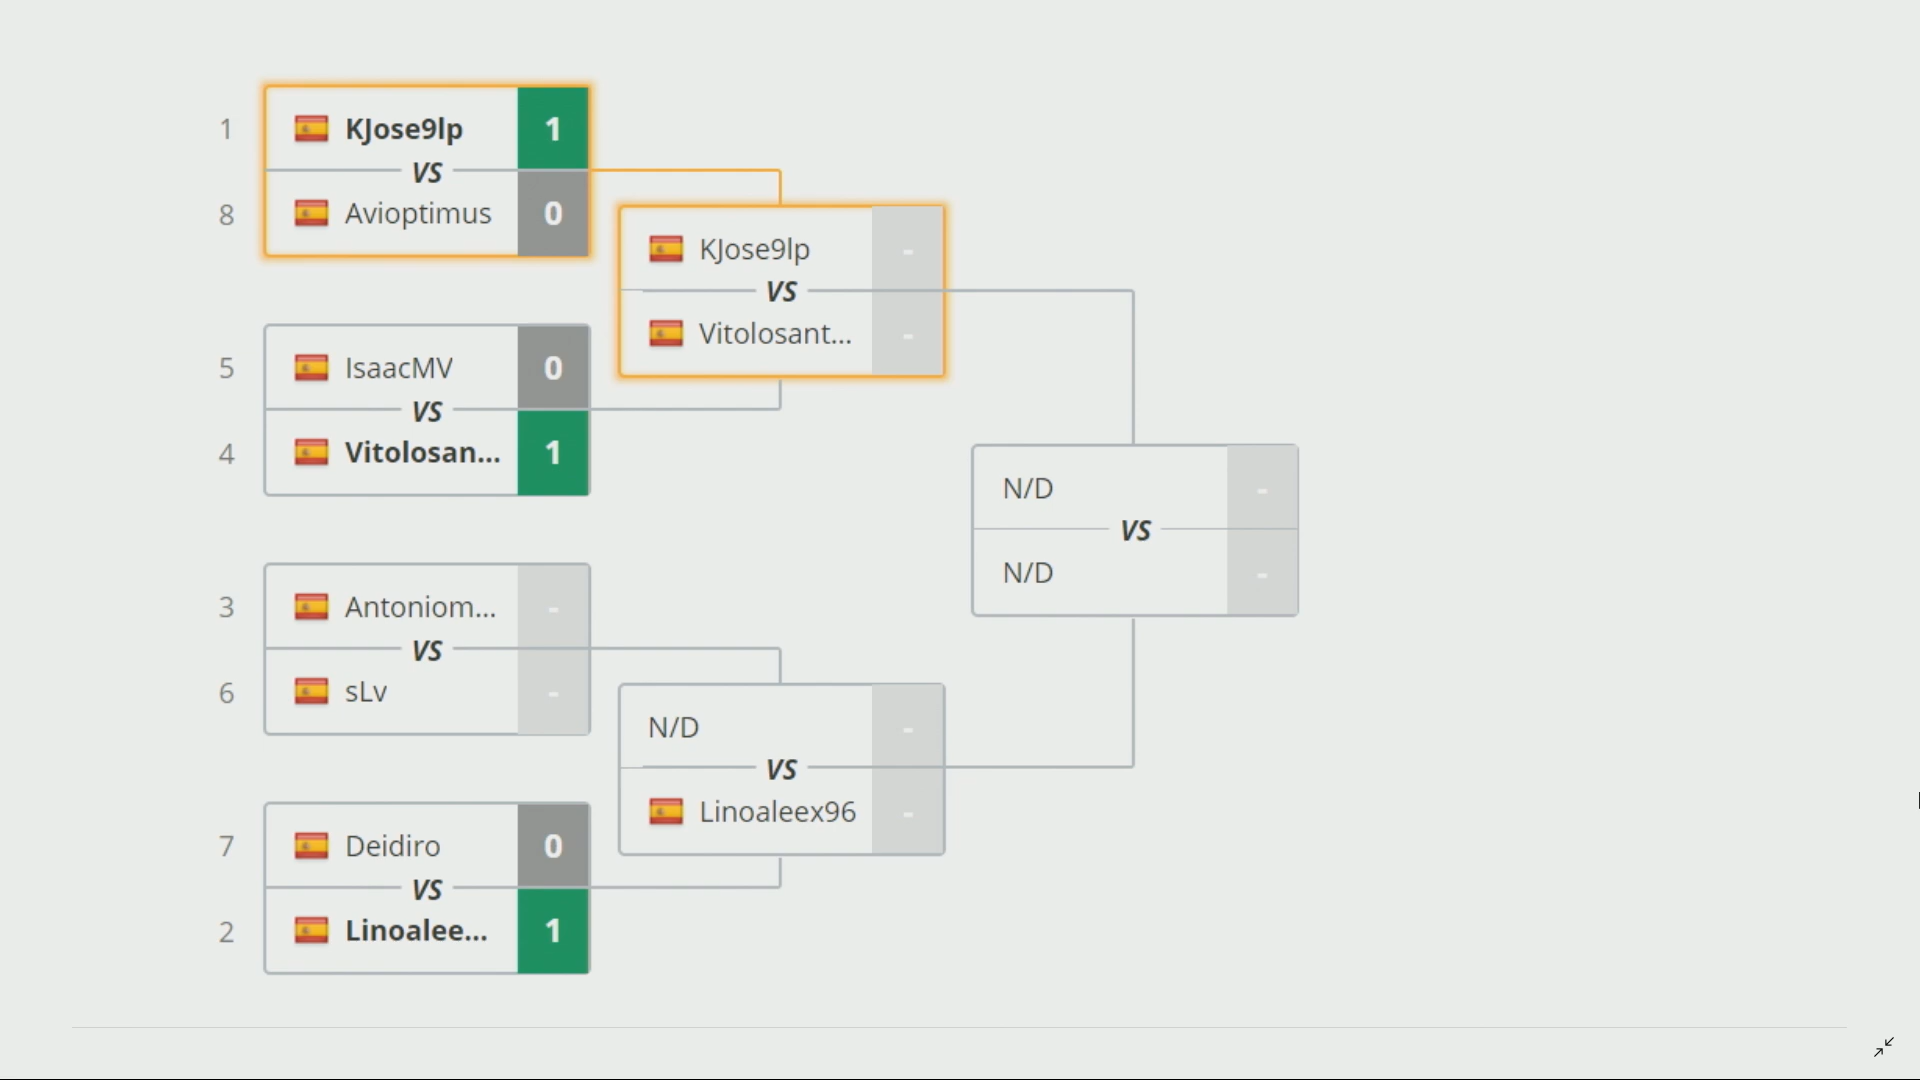 1 KJose9lp 1
VS
8 Avioptimus 0
KJose9lp -
VS
Vitolosant... -
5 IsaacMV 0
VS
4 Vitolosan... 1
N/D -
VS
N/D -
3 Antoniom... -
VS
6 sLv -
N/D -
VS
Linoaleex96 -
7 Deidiro 0
VS
2 Linoalee... 1